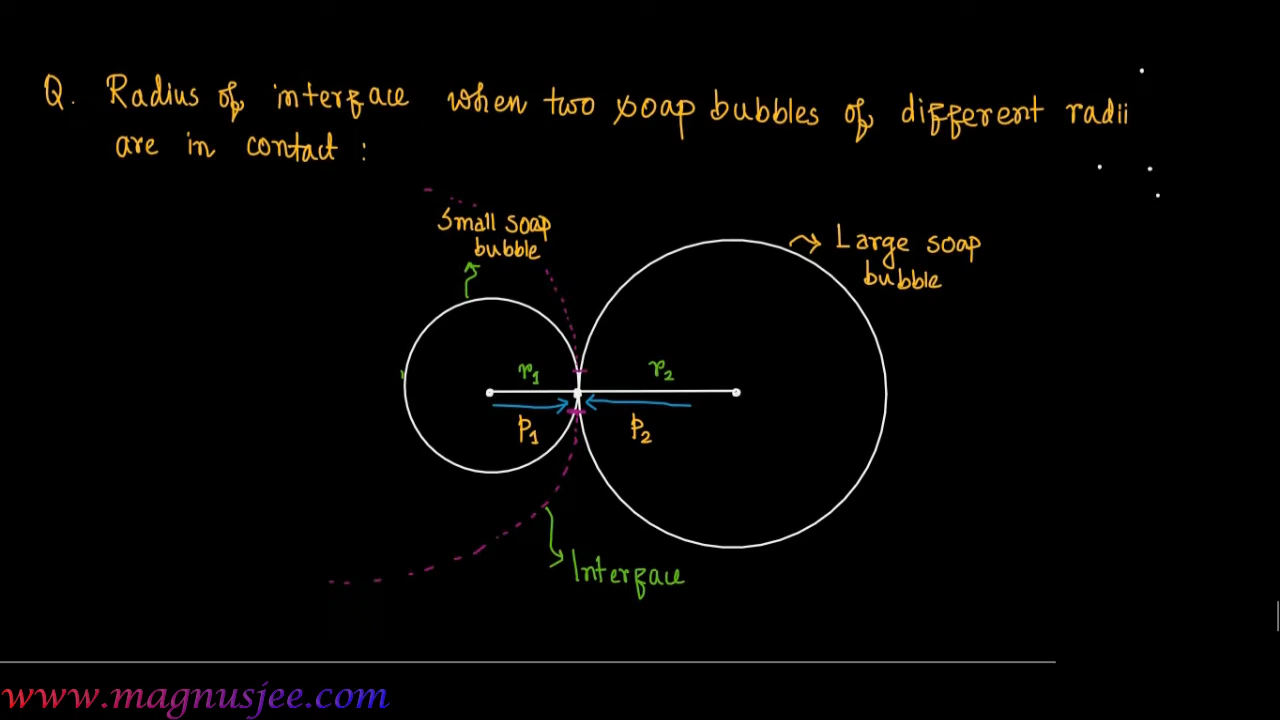 Q. Radius of interface when two soap bubbles of different radii
are in contact :
Small soap
bubble
Large soap
bubble
r₁
r₂
P₁
P₂
Interface
www.magnusjee.com